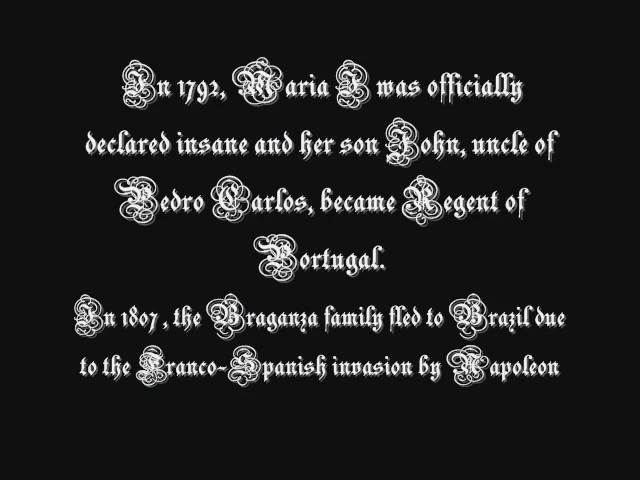 In 1792, Maria I was officially
declared insane and her son John, uncle of
Pedro Carlos, became Regent of
Portugal.
In 1807, the Braganza family fled to Brazil due
to the Franco-Spanish invasion by Napoleon